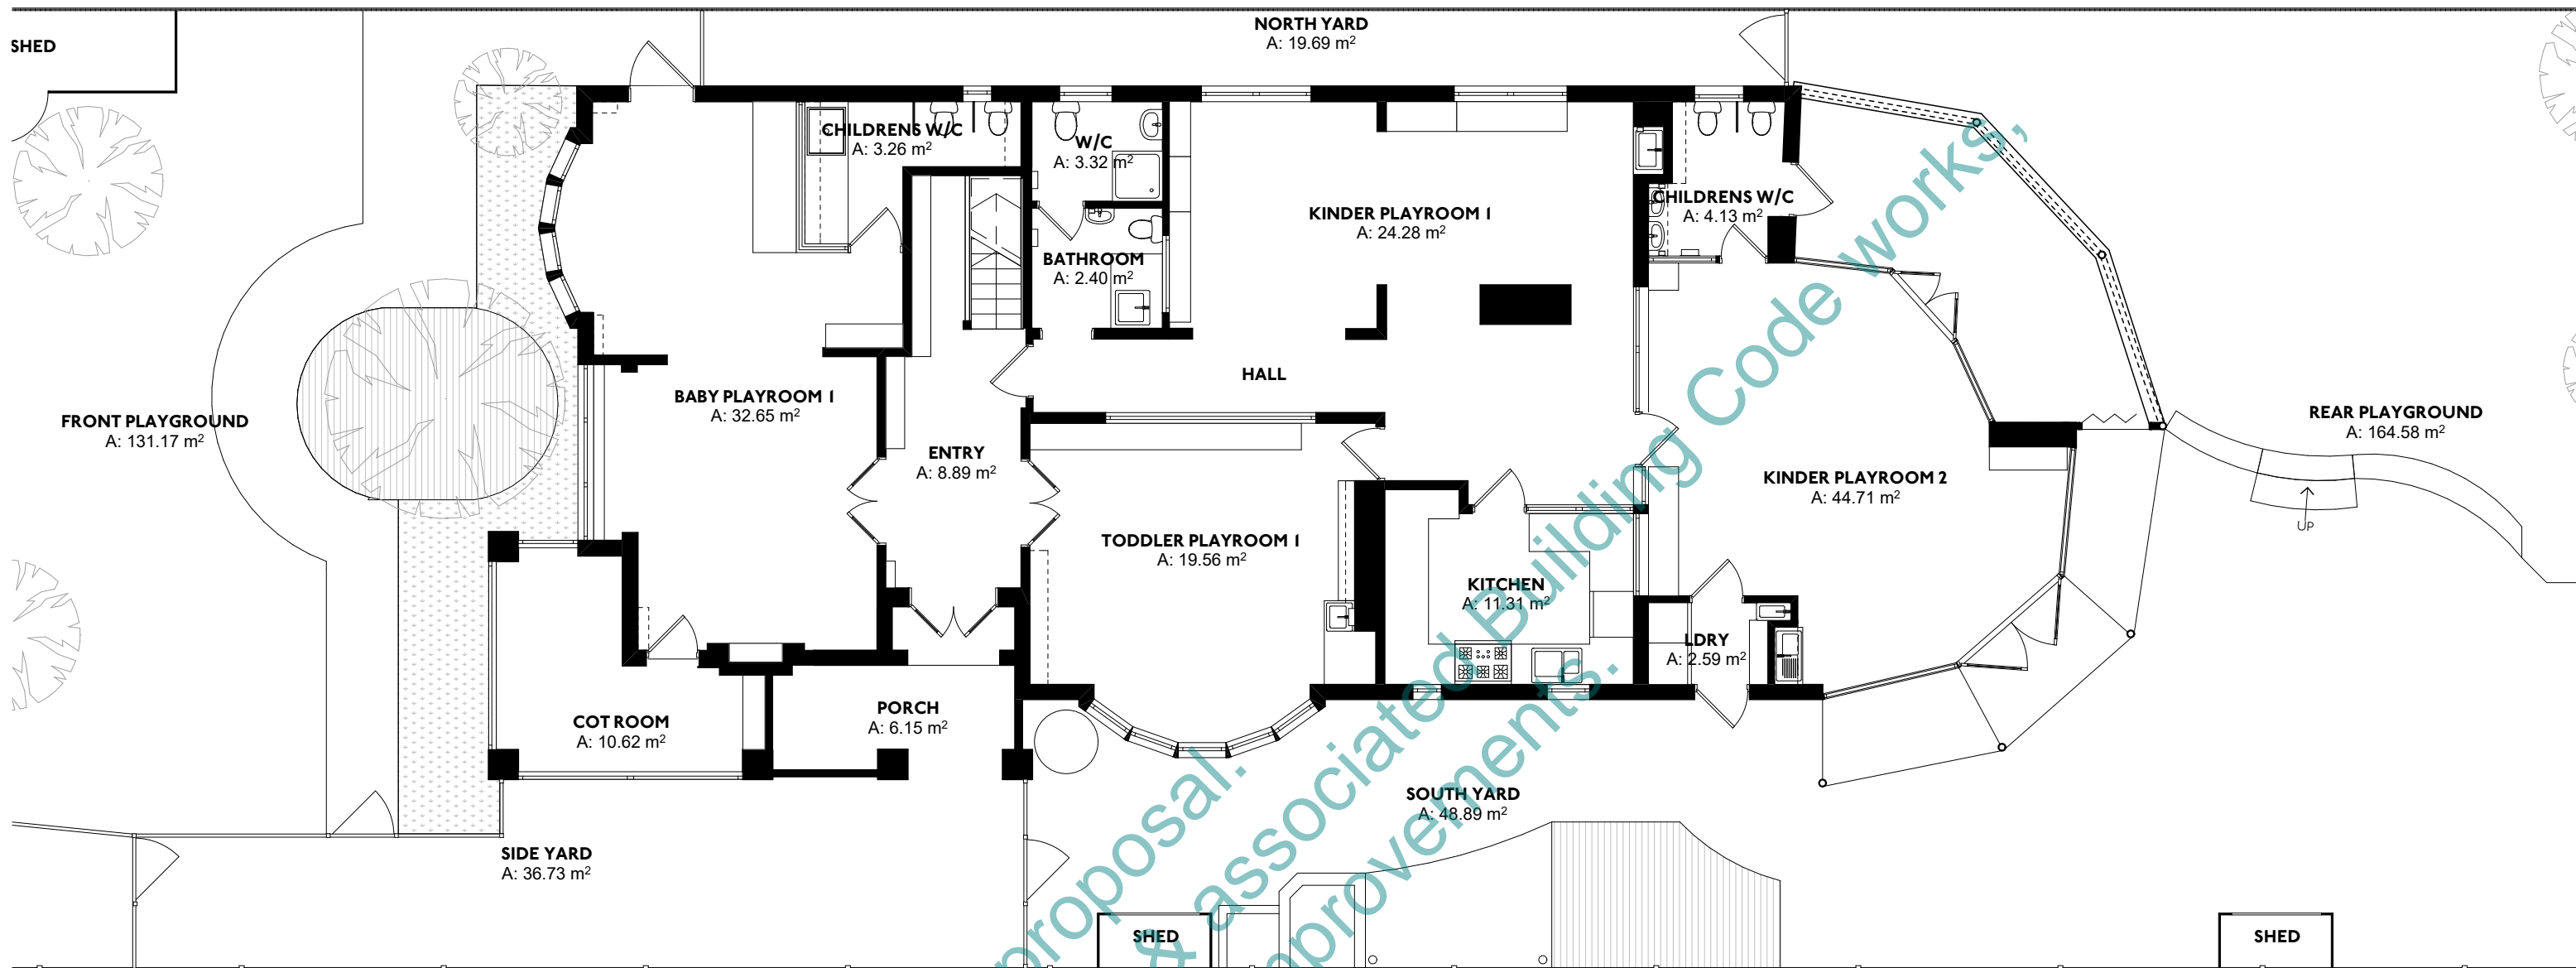 NORTH YARD
A: 19.69 m²
SHED
CHILDRENS W/C
A: 3.26 m²
W/C
A: 3.32 m²
KINDER PLAYROOM 1
A: 24.28 m²
CHILDRENS W/C
A: 4.13 m²
BATHROOM
A: 2.40 m²
HALL
BABY PLAYROOM 1
A: 32.65 m²
FRONT PLAYGROUND
A: 131.17 m²
REAR PLAYGROUND
A: 164.58 m²
ENTRY
A: 8.89 m²
KINDER PLAYROOM 2
A: 44.71 m²
UP
TODDLER PLAYROOM 1
A: 19.56 m²
KITCHEN
A: 11.31 m²
LDRY
A: 2.59 m²
COT ROOM
A: 10.62 m²
PORCH
A: 6.15 m²
SOUTH YARD
A: 48.89 m²
SIDE YARD
A: 36.73 m²
SHED
SHED
proposal.
& associated Building Code works,
improvements.